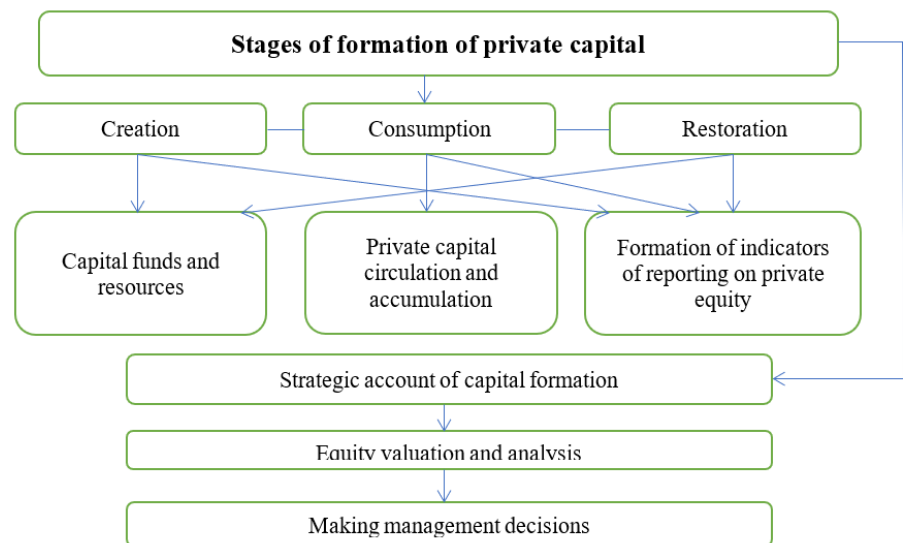 Stages of formation of private capital
Creation
Consumption
Restoration
Capital funds and
resources
Private capital
circulation and
accumulation
Formation of indicators
of reporting on private
equity
Strategic account of capital formation
Equity valuation and analysis
Making management decisions